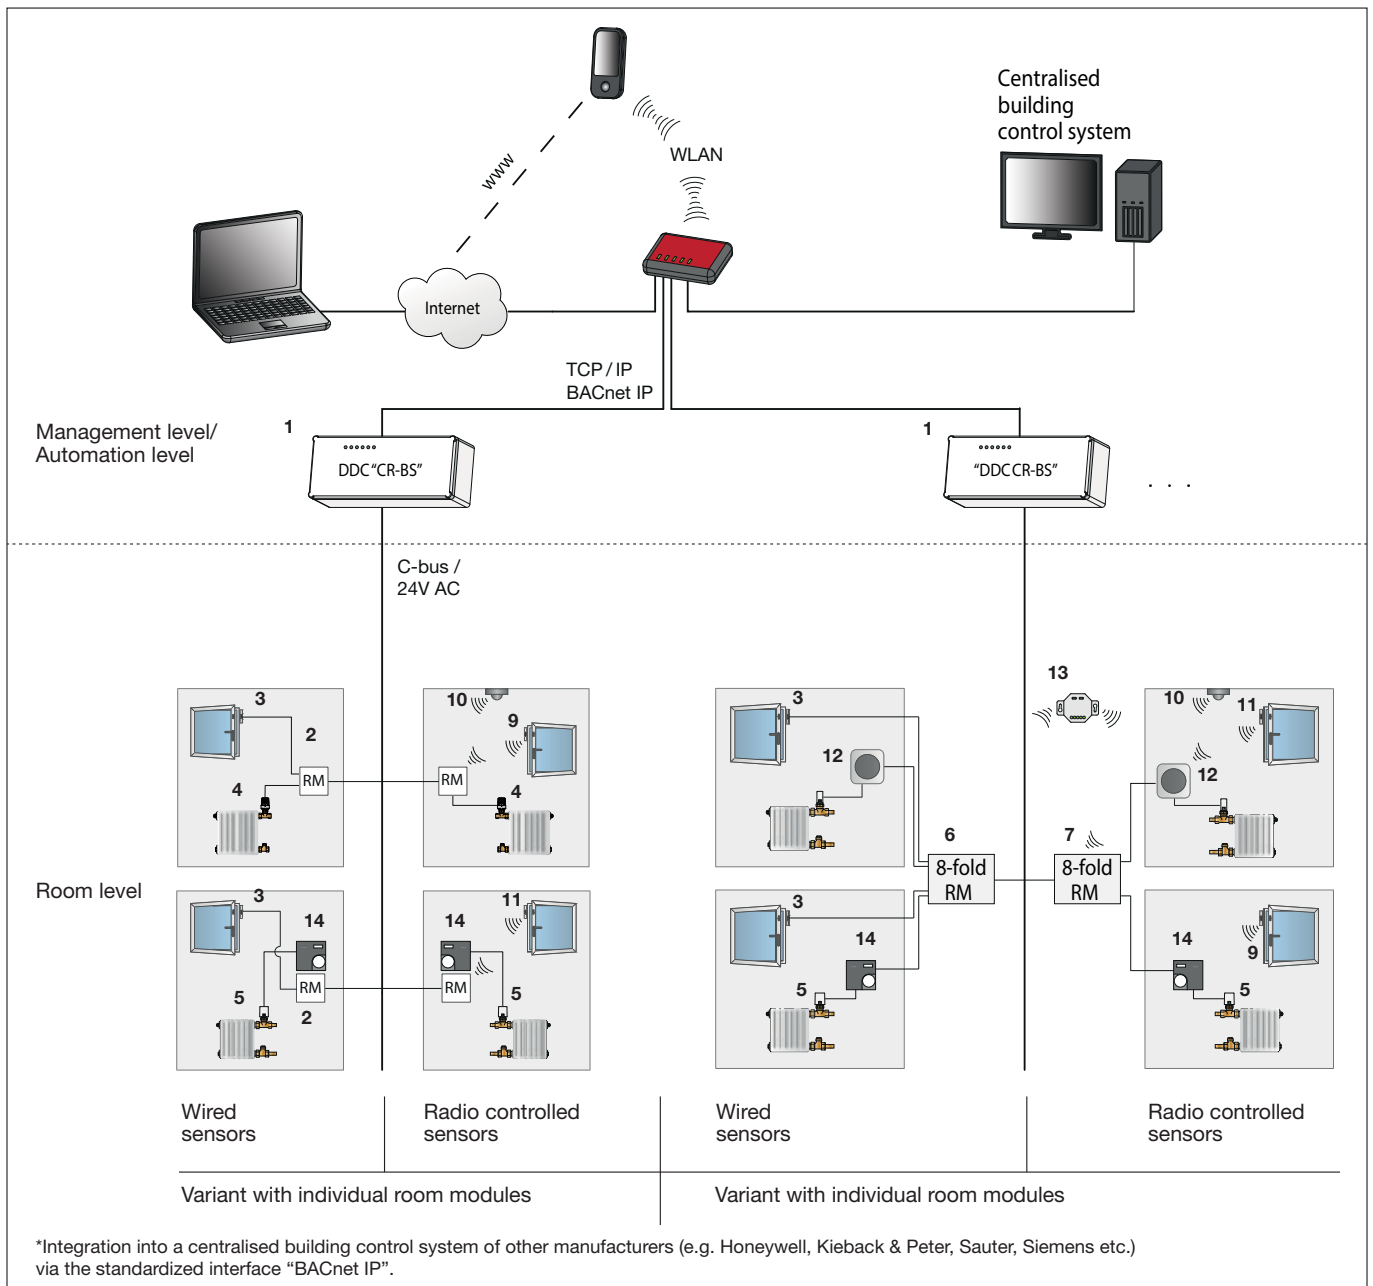 Centralised
building
control system
WLAN
www
Internet
TCP / IP
BACnet IP
Management level/
Automation level
1
DDC "CR-BS"
1
"DDC CR-BS"
. . .
C-bus /
24V AC
Room level
3
2
RM
4
10
9
RM
4
3
12
6
8-fold
RM
13
7
8-fold
RM
10
11
12
3
14
RM
5
2
11
14
RM
5
3
14
5
14
9
5
Wired
sensors
Radio controlled
sensors
Wired
sensors
Radio controlled
sensors
Variant with individual room modules
Variant with individual room modules
*Integration into a centralised building control system of other manufacturers (e.g. Honeywell, Kieback & Peter, Sauter, Siemens etc.)
via the standardized interface “BACnet IP”.